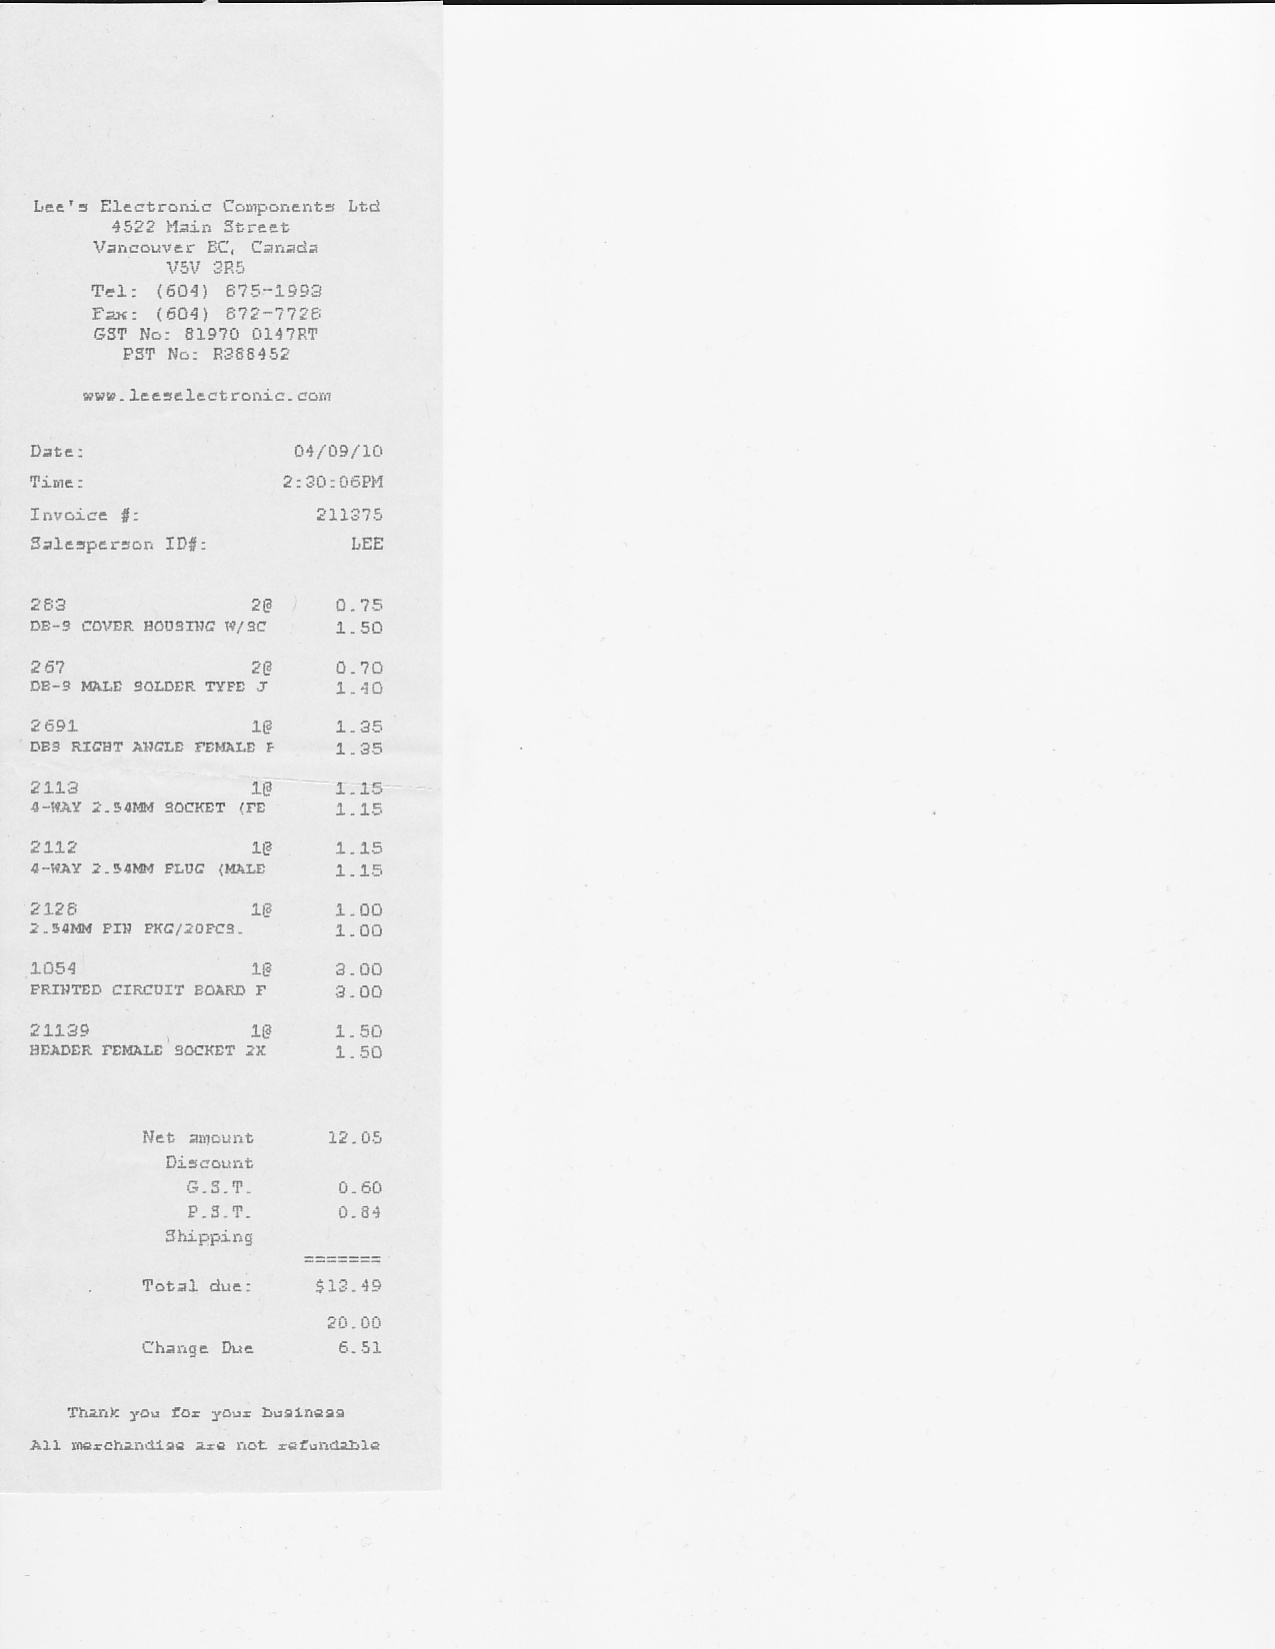 Lee's Electronic Components Ltd
4522 Main Street
Vancouver BC, Canada
V5V 3R5
Tel: (604) 875-1993
Fax: (604) 872-7728
GST No: 81970 0147RT
PST No: R388452
www.leeselectronic.com
Date: 04/09/10
Time: 2:30:06PM
Invoice #: 211375
Salesperson ID#: LEE
283 2@ 0.75
DB-9 COVER HOUSING W/SC 1.50
267 2@ 0.70
DB-9 MALE SOLDER TYPE J 1.40
2691 1@ 1.35
DB9 RIGHT ANGLE FEMALE P 1.35
2113 1@ 1.15
4-WAY 2.54MM SOCKET (FE 1.15
2112 1@ 1.15
4-WAY 2.54MM PLUG (MALE 1.15
2128 1@ 1.00
2.54MM PIN PKG/20PCS. 1.00
1054 1@ 3.00
PRINTED CIRCUIT BOARD P 3.00
21139 1@ 1.50
HEADER FEMALE SOCKET 2X 1.50
Net amount 12.05
Discount
G.S.T. 0.60
P.S.T. 0.84
Shipping
=======
Total due: $13.49
20.00
Change Due 6.51
Thank you for your business
All merchandise are not refundable